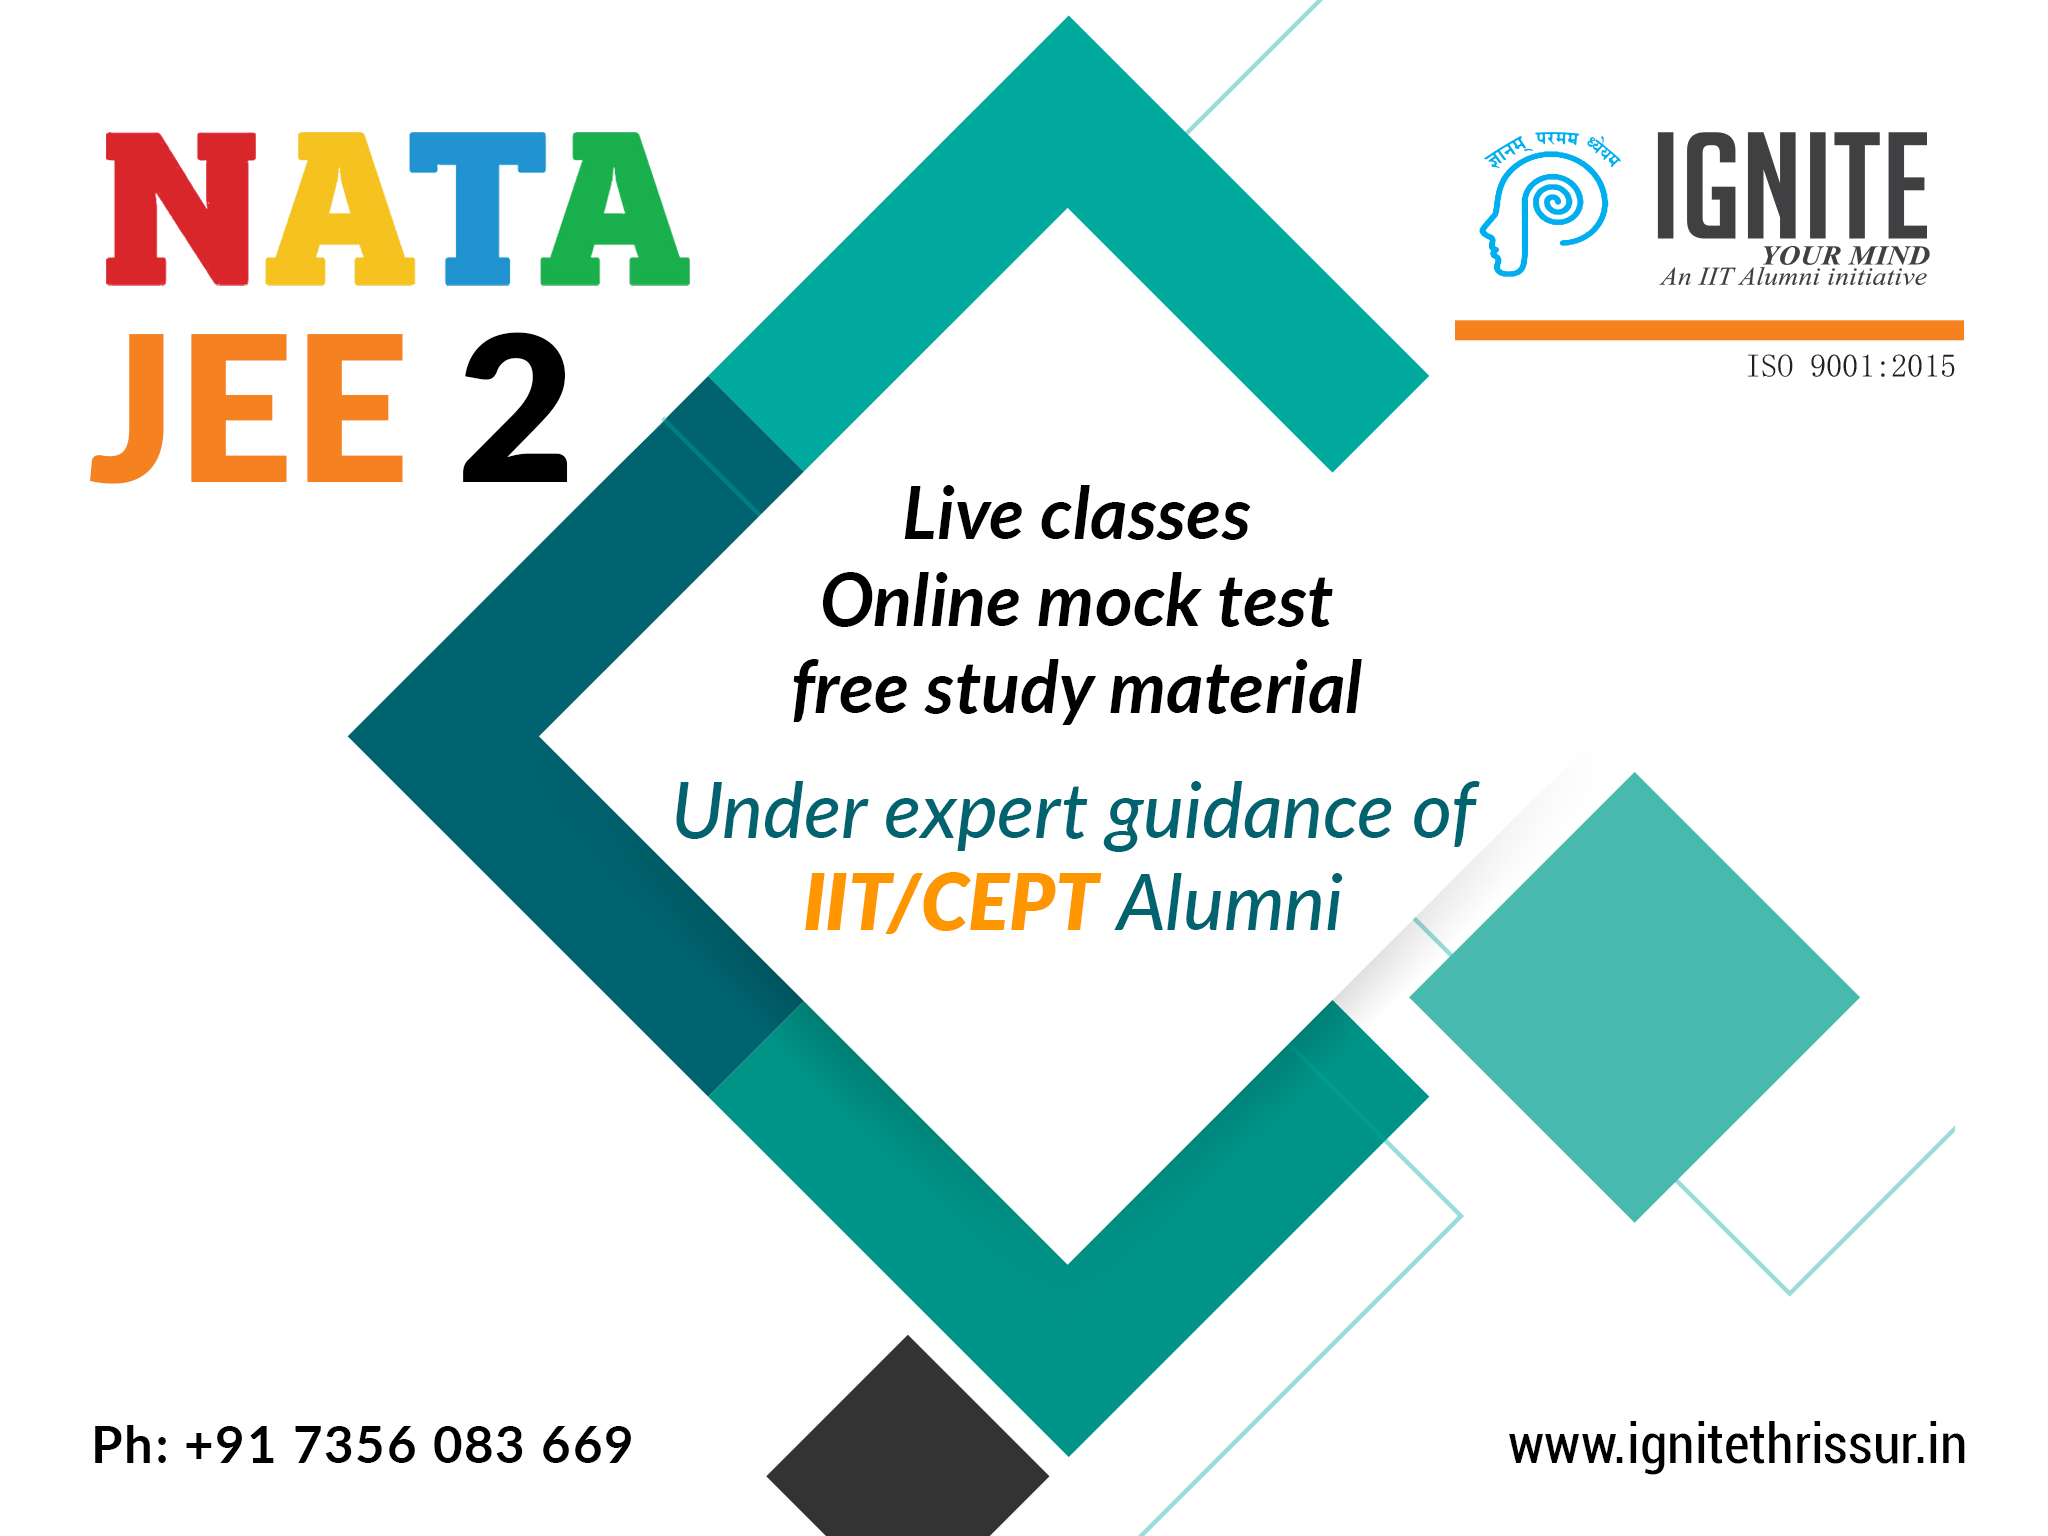 NATA
JEE 2
ज्ञानम् परमम ध्येयम
IGNITE
YOUR MIND
An IIT Alumni initiative
ISO 9001:2015
Live classes
Online mock test
free study material
Under expert guidance of
IIT/CEPT Alumni
Ph: +91 7356 083 669
www.ignitethrissur.in